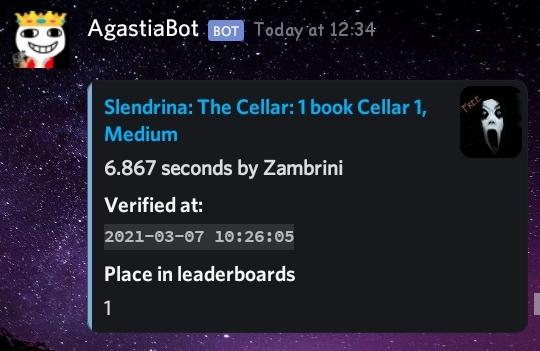 AgastiaBot BOT Today at 12:34
Slendrina: The Cellar: 1 book Cellar 1,
Medium
FREE
6.867 seconds by Zambrini
Verified at:
2021-03-07 10:26:05
Place in leaderboards
1